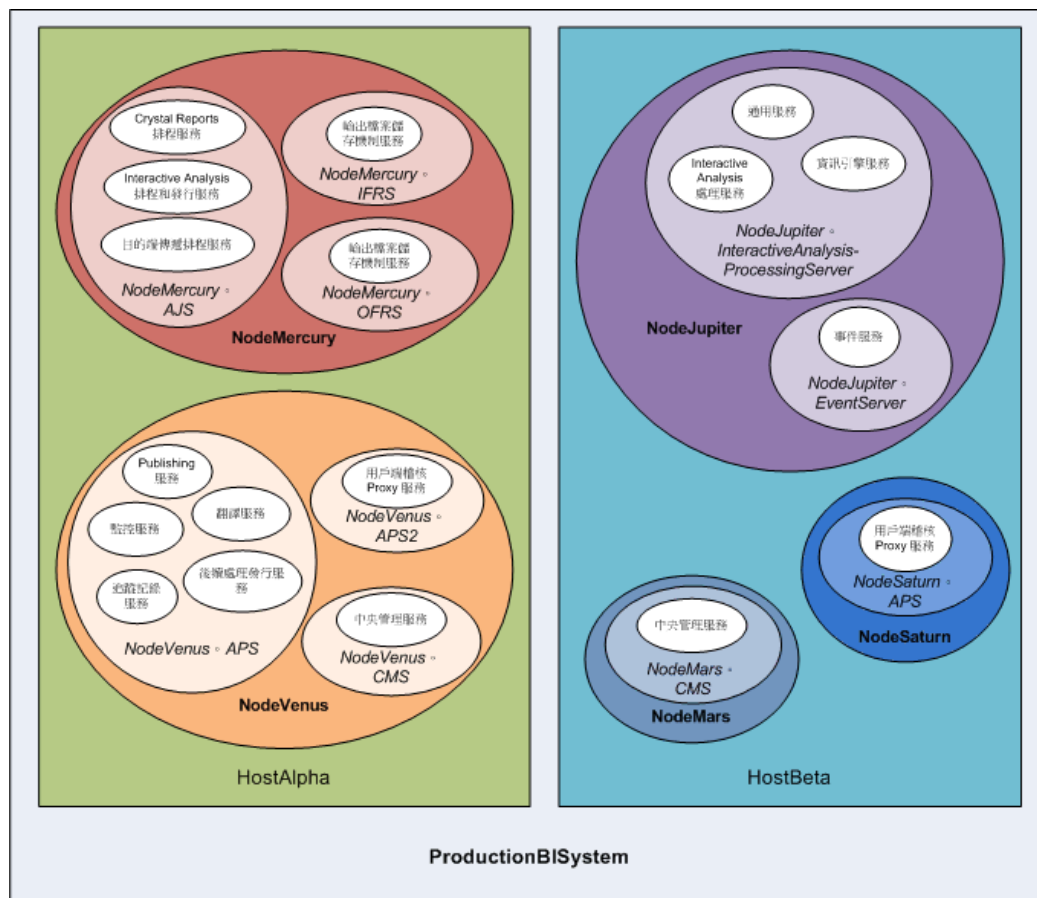 Crystal Reports
排程服務
Interactive Analysis
排程和發行服務
目的端傳遞排程服務
NodeMercury。
AJS
輸出檔案儲
存機制服務
NodeMercury。
IFRS
輸出檔案儲
存機制服務
NodeMercury。
OFRS
NodeMercury
Publishing
服務
監控服務
翻譯服務
追蹤記錄
服務
後續處理發行服
務
NodeVenus。APS
用戶端稽核
Proxy 服務
NodeVenus。
APS2
中央管理服務
NodeVenus。
CMS
NodeVenus
HostAlpha
通用服務
Interactive
Analysis
處理服務
資訊引擎服務
NodeJupiter。
InteractiveAnalysis-
ProcessingServer
NodeJupiter
事件服務
NodeJupiter。
EventServer
用戶端稽核
Proxy 服務
NodeSaturn。
APS
NodeSaturn
中央管理服務
NodeMars。
CMS
NodeMars
HostBeta
ProductionBISystem